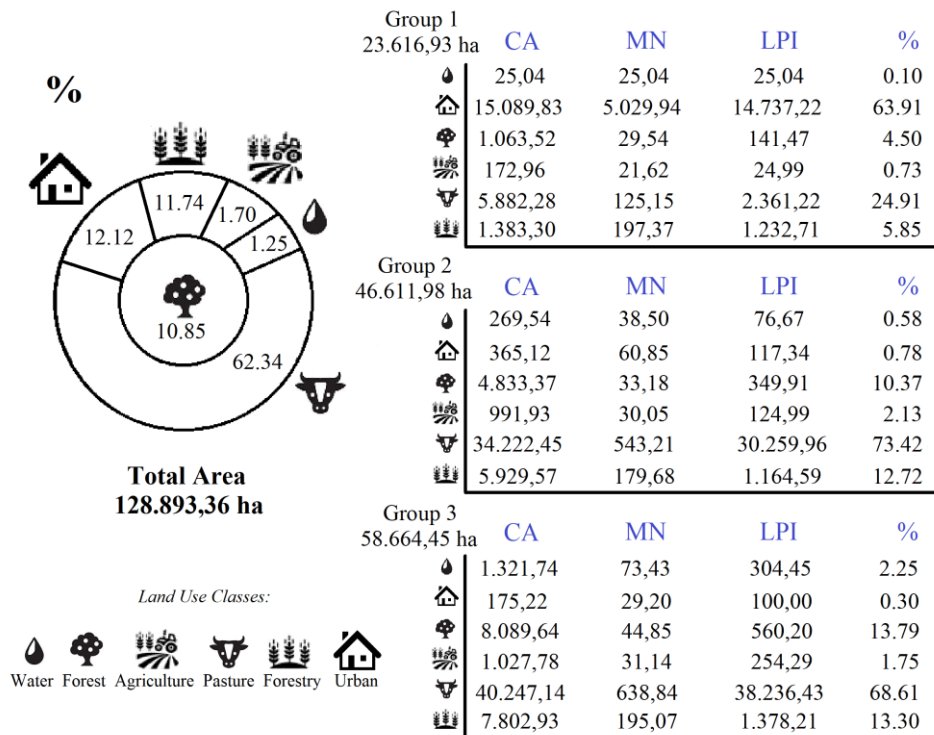 %
11.74
1.70
12.12
1.25
10.85
62.34
Total Area
128.893,36 ha
Land Use Classes:
Water Forest Agriculture Pasture Forestry Urban
Group 1
23.616,93 ha CA MN LPI %
25,04 25,04 25,04 0.10
15.089,83 5.029,94 14.737,22 63.91
1.063,52 29,54 141,47 4.50
172,96 21,62 24,99 0.73
5.882,28 125,15 2.361,22 24.91
1.383,30 197,37 1.232,71 5.85
Group 2
46.611,98 ha CA MN LPI %
269,54 38,50 76,67 0.58
365,12 60,85 117,34 0.78
4.833,37 33,18 349,91 10.37
991,93 30,05 124,99 2.13
34.222,45 543,21 30.259,96 73.42
5.929,57 179,68 1.164,59 12.72
Group 3
58.664,45 ha CA MN LPI %
1.321,74 73,43 304,45 2.25
175,22 29,20 100,00 0.30
8.089,64 44,85 560,20 13.79
1.027,78 31,14 254,29 1.75
40.247,14 638,84 38.236,43 68.61
7.802,93 195,07 1.378,21 13.30